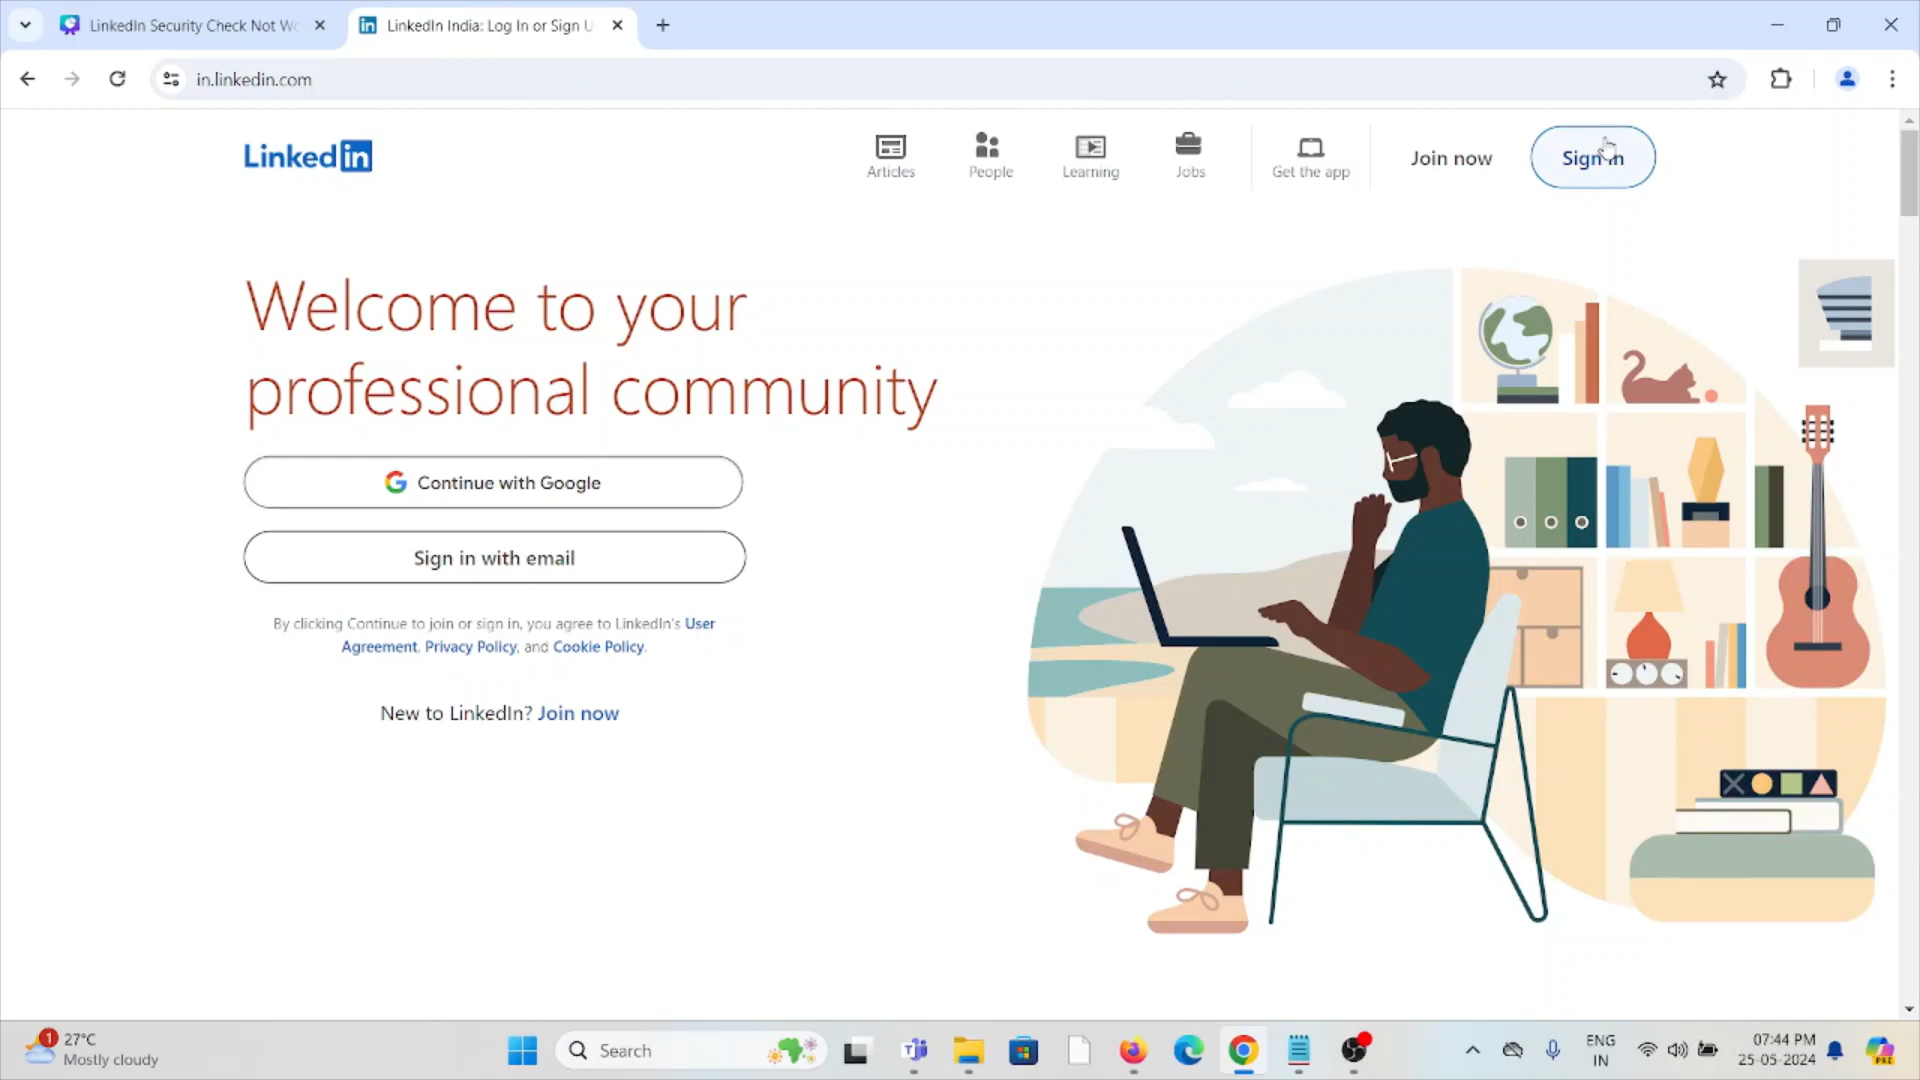 LinkedIn Security Check Not Wo
LinkedIn India: Log In or Sign U
in.linkedin.com
Linked in
Articles
People
Learning
Jobs
Get the app
Join now
Sign in
Welcome to your
professional community
Continue with Google
Sign in with email
By clicking Continue to join or sign in, you agree to LinkedIn's User
Agreement, Privacy Policy, and Cookie Policy.
New to LinkedIn? Join now
1
27°C
Mostly cloudy
Search
ENG
IN
07:44 PM
25-05-2024
PRE